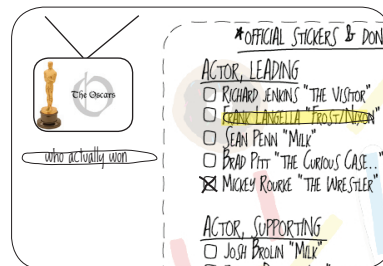 *OFFICIAL STICKERS & DON
The Oscars
who actually won
ACTOR, LEADING
RICHARD JENKINS "THE VISITOR"
FRANK LANGELLA "FROST/NIXON"
SEAN PENN "MILK"
BRAD PITT "THE CURIOUS CASE.."
MICKEY ROURKE "THE WRESTLER"
ACTOR, SUPPORTING
JOSH BROLIN "MILK"